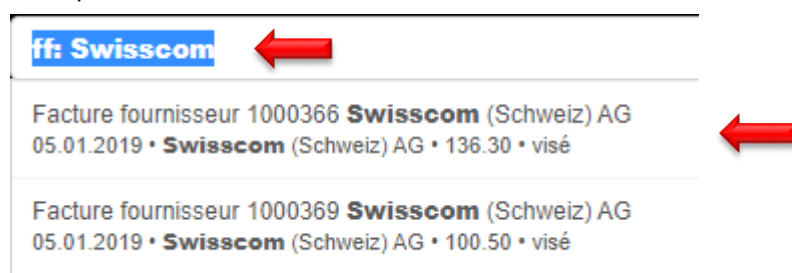 ff: Swisscom
Facture fournisseur 1000366 Swisscom (Schweiz) AG
05.01.2019 • Swisscom (Schweiz) AG • 136.30 • visé
Facture fournisseur 1000369 Swisscom (Schweiz) AG
05.01.2019 • Swisscom (Schweiz) AG • 100.50 • visé